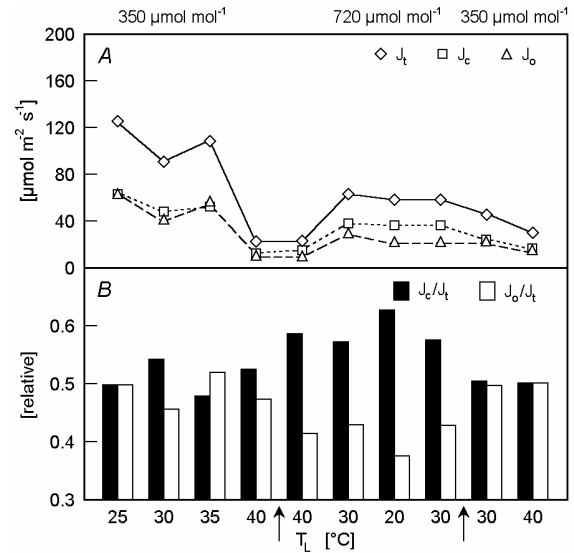 350 µmol mol⁻¹ 720 µmol mol⁻¹ 350 µmol mol⁻¹
200
A
Jt Jc Jo
160
120
80
40
0
[µmol m⁻² s⁻¹]
B
Jc/Jt Jo/Jt
0.6
0.5
0.4
0.3
[relative]
25 30 35 40 40 30 20 30 30 40
TL [°C]